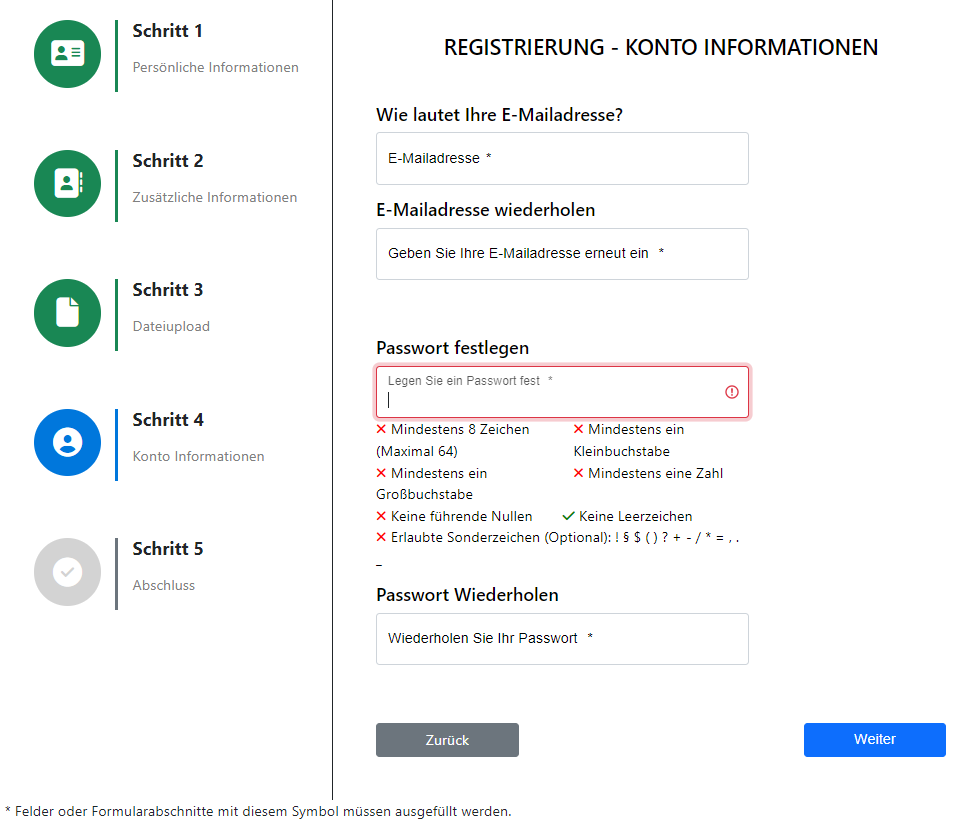 Schritt 1
Persönliche Informationen
Schritt 2
Zusätzliche Informationen
Schritt 3
Dateiupload
Schritt 4
Konto Informationen
Schritt 5
Abschluss
REGISTRIERUNG - KONTO INFORMATIONEN
Wie lautet Ihre E-Mailadresse?
E-Mailadresse *
E-Mailadresse wiederholen
Geben Sie Ihre E-Mailadresse erneut ein *
Passwort festlegen
Legen Sie ein Passwort fest *
Mindestens 8 Zeichen
(Maximal 64)
Mindestens ein
Kleinbuchstabe
Mindestens ein
Großbuchstabe
Mindestens eine Zahl
Keine führende Nullen
Keine Leerzeichen
Erlaubte Sonderzeichen (Optional): ! § $ ( ) ? + - / * = , .
_
Passwort Wiederholen
Wiederholen Sie Ihr Passwort *
Zurück
Weiter
* Felder oder Formularabschnitte mit diesem Symbol müssen ausgefüllt werden.